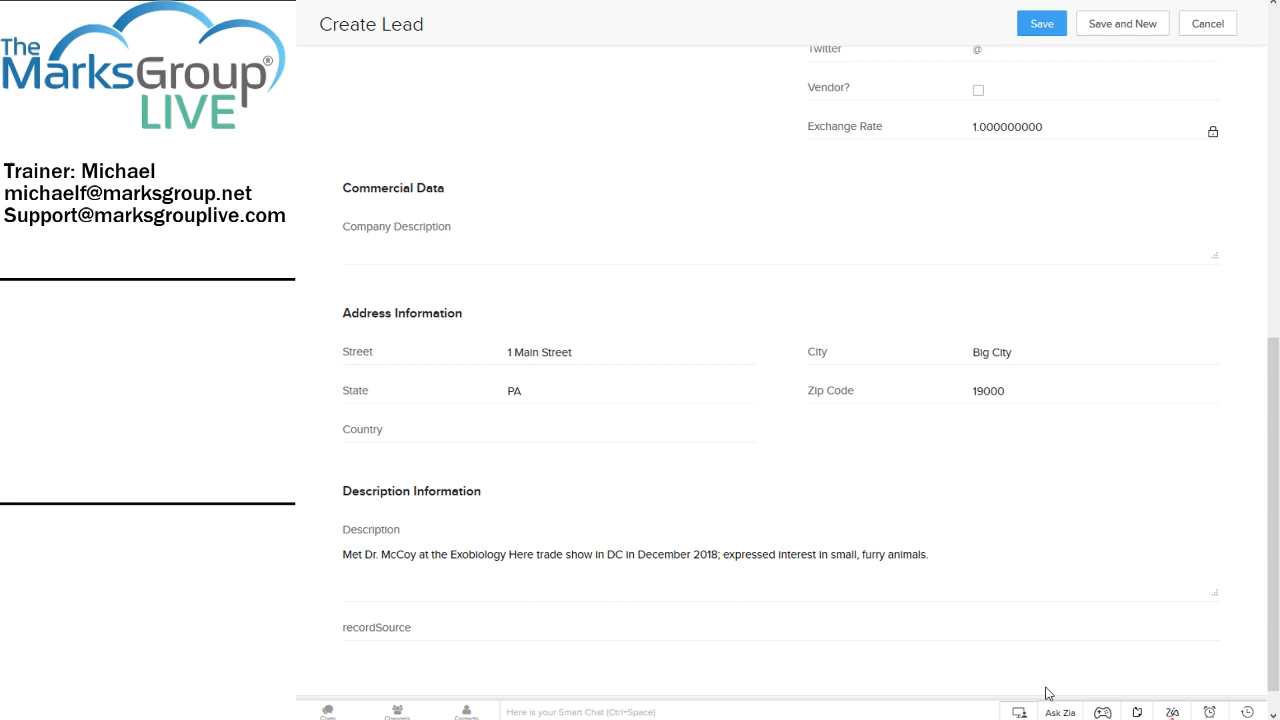 The
MarksGroup®
LIVE
Trainer: Michael
michaelf@marksgroup.net
Support@marksgrouplive.com
Create Lead
Save
Save and New
Cancel
Twitter
@
Vendor?
Exchange Rate
1.000000000
Commercial Data
Company Description
Address Information
Street
1 Main Street
City
Big City
State
PA
Zip Code
19000
Country
Description Information
Description
Met Dr. McCoy at the Exobiology Here trade show in DC in December 2018; expressed interest in small, furry animals.
recordSource
Chats
Channels
Contacts
Here is your Smart Chat (Ctrl+Space)
Ask Zia